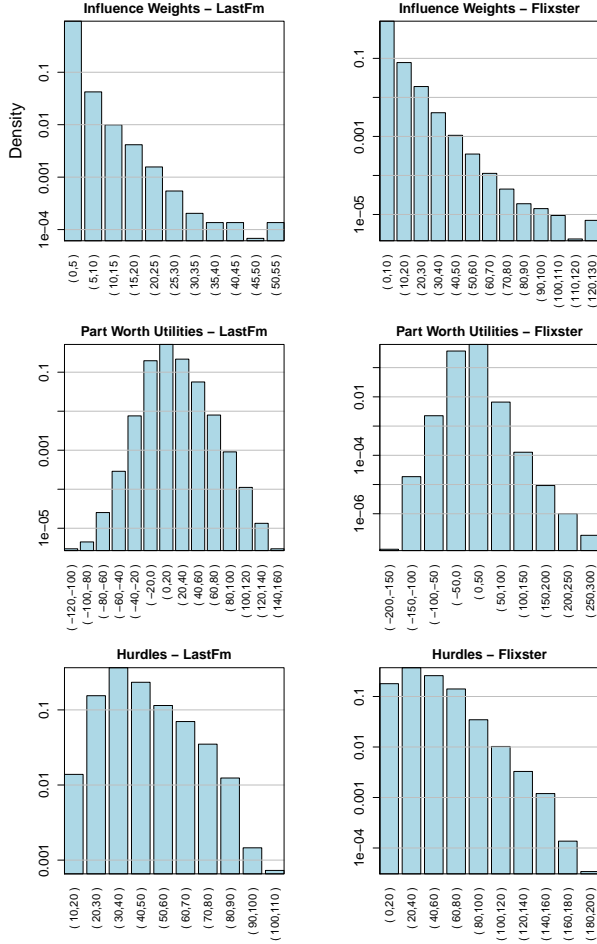 Influence Weights – LastFm
Density
0.1
0.01
0.001
1e−04
( 0,5 )
( 5,10 )
( 10,15 )
( 15,20 )
( 20,25 )
( 25,30 )
( 30,35 )
( 35,40 )
( 40,45 )
( 45,50 )
( 50,55 )
Influence Weights – Flixster
0.1
0.001
1e−05
( 0,10 )
( 10,20 )
( 20,30 )
( 30,40 )
( 40,50 )
( 50,60 )
( 60,70 )
( 70,80 )
( 80,90 )
( 90,100 )
( 100,110 )
( 110,120 )
( 120,130 )
Part Worth Utilities – LastFm
0.1
0.001
1e−05
( −120,−100 )
( −100,−80 )
( −80,−60 )
( −60,−40 )
( −40,−20 )
( −20,0 )
( 0,20 )
( 20,40 )
( 40,60 )
( 60,80 )
( 80,100 )
( 100,120 )
( 120,140 )
( 140,160 )
Part Worth Utilities – Flixster
0.01
1e−04
1e−06
( −200,−150 )
( −150,−100 )
( −100,−50 )
( −50,0 )
( 0,50 )
( 50,100 )
( 100,150 )
( 150,200 )
( 200,250 )
( 250,300 )
Hurdles – LastFm
0.1
0.01
0.001
( 10,20 )
( 20,30 )
( 30,40 )
( 40,50 )
( 50,60 )
( 60,70 )
( 70,80 )
( 80,90 )
( 90,100 )
( 100,110 )
Hurdles – Flixster
0.1
0.01
0.001
1e−04
( 0,20 )
( 20,40 )
( 40,60 )
( 60,80 )
( 80,100 )
( 100,120 )
( 120,140 )
( 140,160 )
( 160,180 )
( 180,200 )